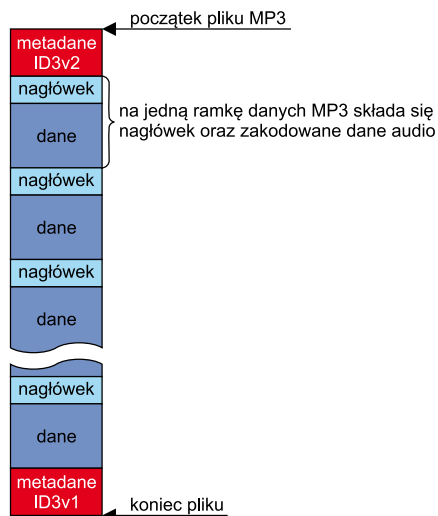 początek pliku MP3
metadane
ID3v2
nagłówek
na jedną ramkę danych MP3 składa się
nagłówek oraz zakodowane dane audio
dane
nagłówek
dane
nagłówek
dane
nagłówek
dane
metadane
ID3v1
koniec pliku